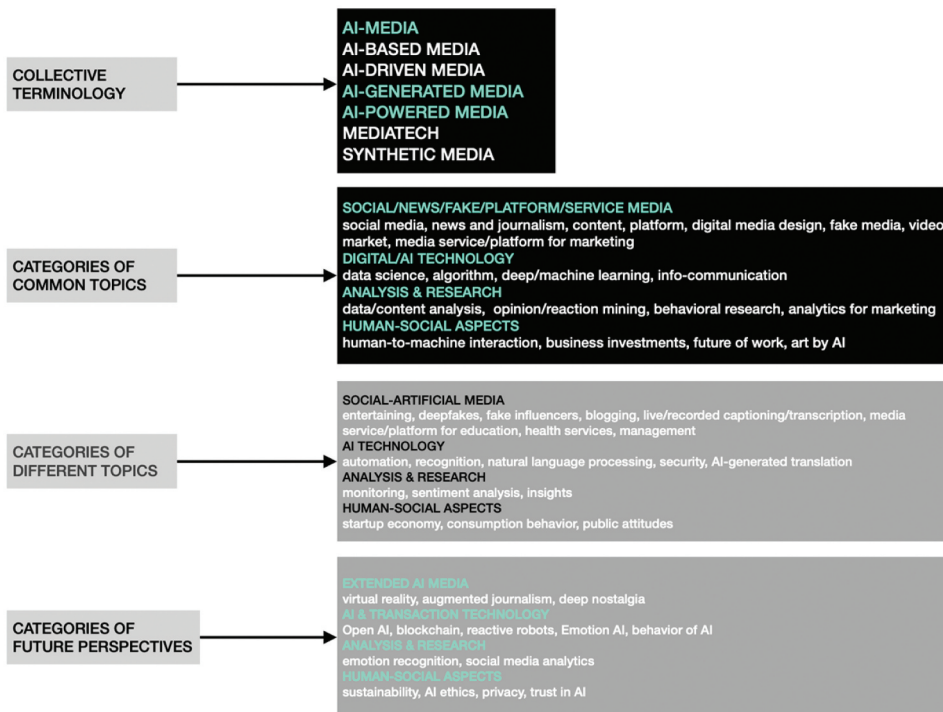 COLLECTIVE
TERMINOLOGY
AI-MEDIA
AI-BASED MEDIA
AI-DRIVEN MEDIA
AI-GENERATED MEDIA
AI-POWERED MEDIA
MEDIATECH
SYNTHETIC MEDIA
CATEGORIES OF
COMMON TOPICS
SOCIAL/NEWS/FAKE/PLATFORM/SERVICE MEDIA
social media, news and journalism, content, platform, digital media design, fake media, video
market, media service/platform for marketing
DIGITAL/AI TECHNOLOGY
data science, algorithm, deep/machine learning, info-communication
ANALYSIS & RESEARCH
data/content analysis, opinion/reaction mining, behavioral research, analytics for marketing
HUMAN-SOCIAL ASPECTS
human-to-machine interaction, business investments, future of work, art by AI
CATEGORIES OF
DIFFERENT TOPICS
SOCIAL-ARTIFICIAL MEDIA
entertaining, deepfakes, fake influencers, blogging, live/recorded captioning/transcription, media
service/platform for education, health services, management
AI TECHNOLOGY
automation, recognition, natural language processing, security, AI-generated translation
ANALYSIS & RESEARCH
monitoring, sentiment analysis, insights
HUMAN-SOCIAL ASPECTS
startup economy, consumption behavior, public attitudes
CATEGORIES OF
FUTURE PERSPECTIVES
EXTENDED AI MEDIA
virtual reality, augmented journalism, deep nostalgia
AI & TRANSACTION TECHNOLOGY
Open AI, blockchain, reactive robots, Emotion AI, behavior of AI
ANALYSIS & RESEARCH
emotion recognition, social media analytics
HUMAN-SOCIAL ASPECTS
sustainability, AI ethics, privacy, trust in AI